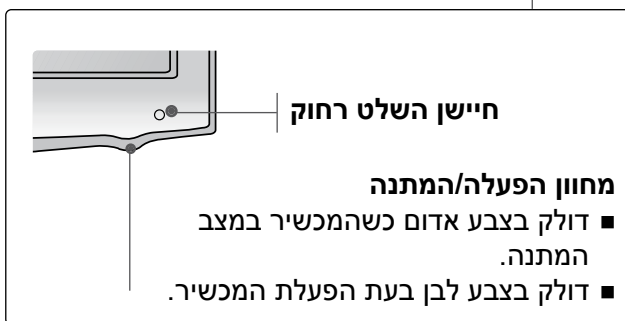 חיישן השלט רחוק
מחוון הפעלה/המתנה
■ דולק בצבע אדום כשהמכשיר במצב
המתנה.
■ דולק בצבע לבן בעת הפעלת המכשיר.